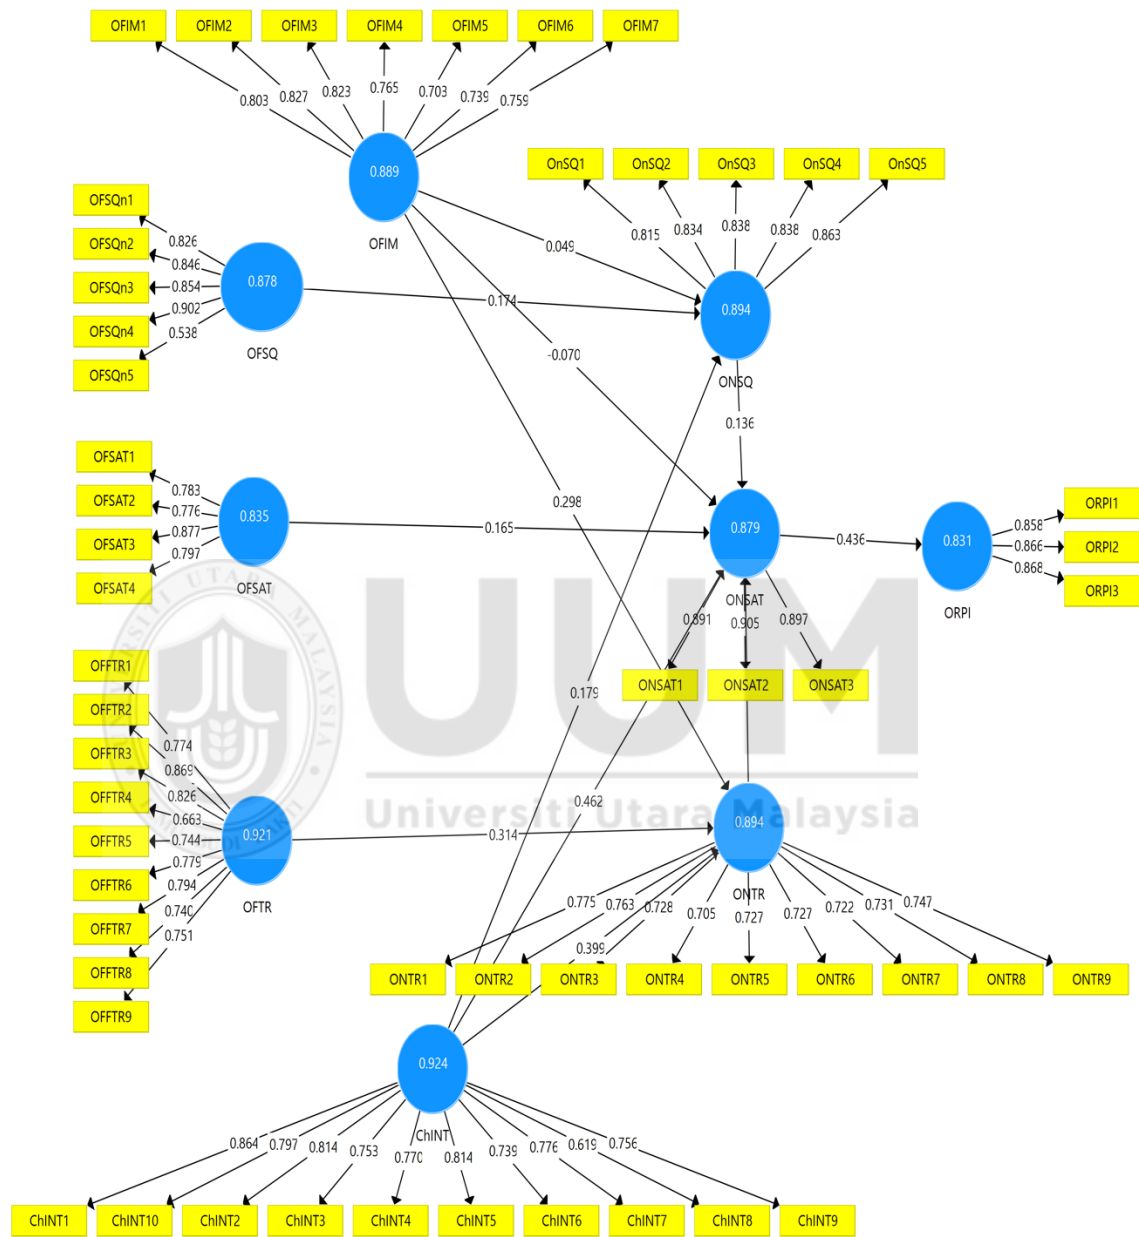 OFIM1 OFIM2 OFIM3 OFIM4 OFIM5 OFIM6 OFIM7
0.803 0.827 0.823 0.765 0.703 0.739 0.759
0.889
OFIM
OnSQ1 OnSQ2 OnSQ3 OnSQ4 OnSQ5
0.815 0.834 0.838 0.838 0.863
0.894
ONSQ
OFSQn1
OFSQn2
OFSQn3
OFSQn4
OFSQn5
0.826
0.846
0.854
0.902
0.538
0.878
OFSQ
0.049
0.174
-0.070
0.136
0.298
OFSAT1
OFSAT2
OFSAT3
OFSAT4
0.783
0.776
0.877
0.797
0.835
OFSAT
0.165
0.879
ONSAT
0.436
0.831
ORPI
0.858
0.866
0.868
ORPI1
ORPI2
ORPI3
0.891 0.905 0.897
ONSAT1 ONSAT2 ONSAT3
UNIVERSITI UTARA MALAYSIA
UUM
Universiti Utara Malaysia
OFFTR1
OFFTR2
OFFTR3
OFFTR4
OFFTR5
OFFTR6
OFFTR7
OFFTR8
OFFTR9
0.774
0.869
0.826
0.663
0.744
0.779
0.794
0.740
0.751
0.921
OFTR
0.179
0.462
0.314
0.894
ONTR
0.775 0.763 0.728 0.705 0.727 0.727 0.722 0.731 0.747
0.399
ONTR1 ONTR2 ONTR3 ONTR4 ONTR5 ONTR6 ONTR7 ONTR8 ONTR9
0.924
ChINT
0.864 0.797 0.814 0.753 0.770 0.814 0.739 0.776 0.619 0.756
ChINT1 ChINT10 ChINT2 ChINT3 ChINT4 ChINT5 ChINT6 ChINT7 ChINT8 ChINT9